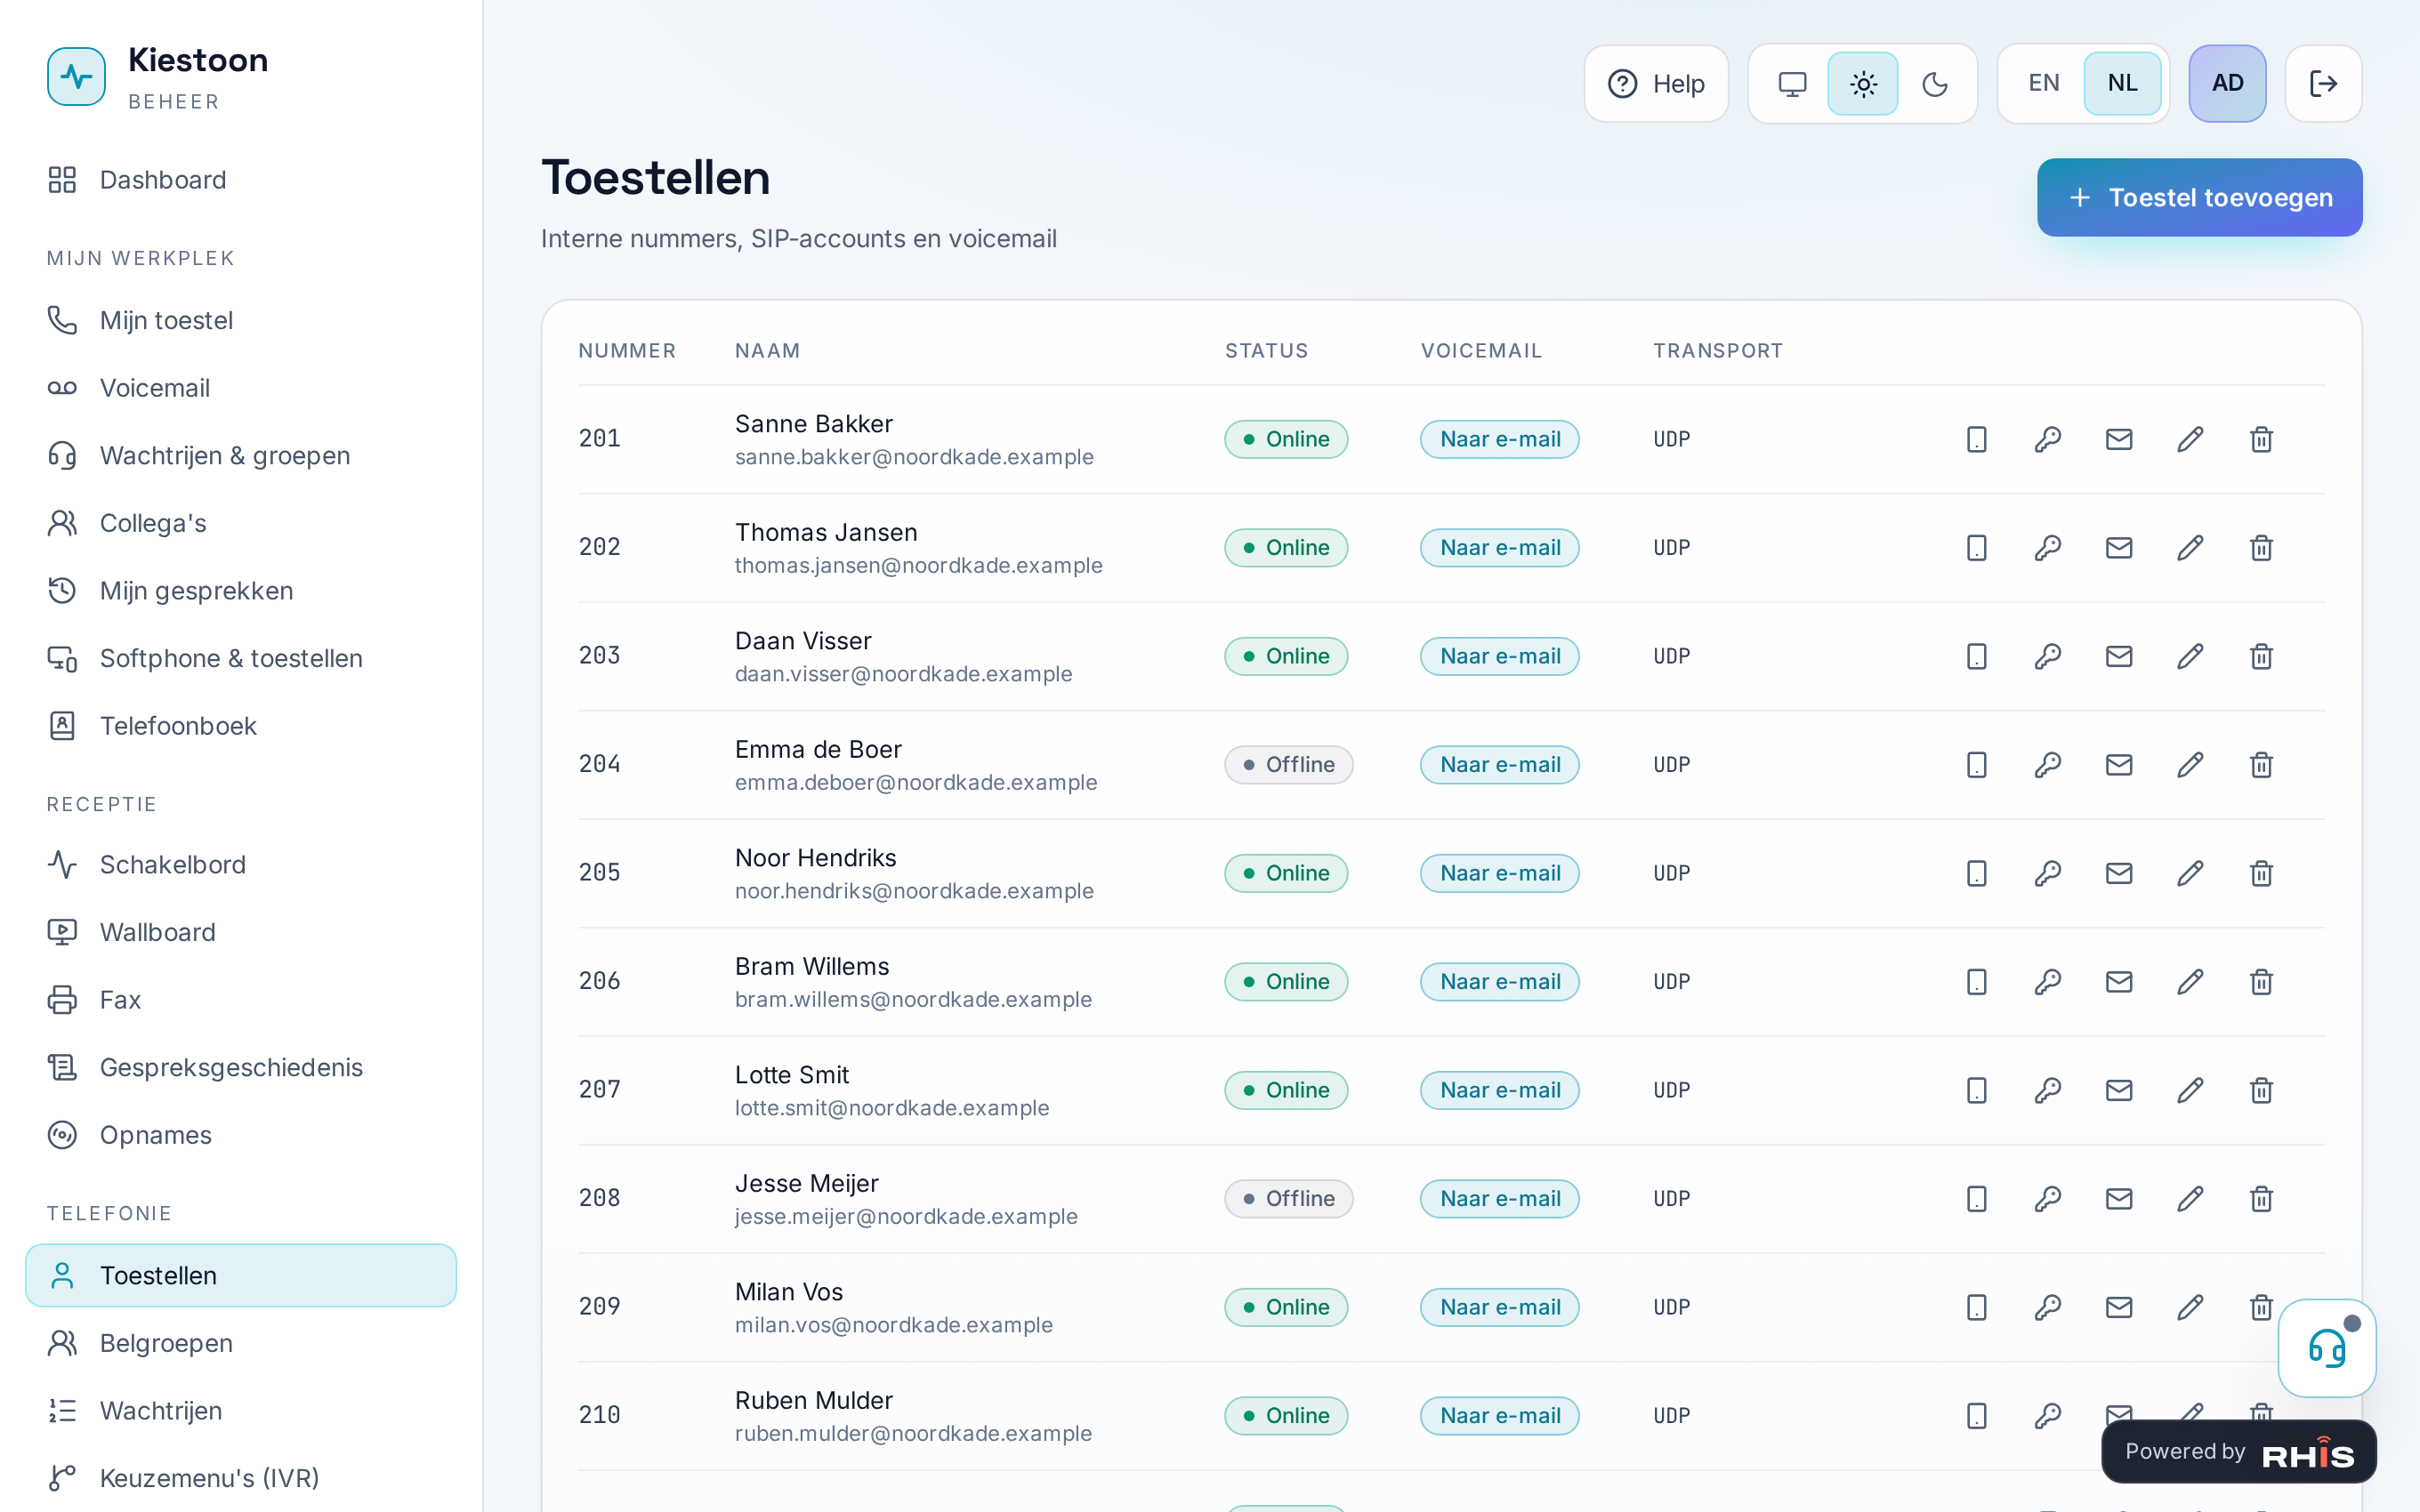 Kiestoon
BEHEER
Dashboard
MIJN WERKPLEK
Mijn toestel
Voicemail
Wachtrijen & groepen
Collega's
Mijn gesprekken
Softphone & toestellen
Telefoonboek
RECEPTIE
Schakelbord
Wallboard
Fax
Gespreksgeschiedenis
Opnames
TELEFONIE
Toestellen
Belgroepen
Wachtrijen
Keuzemenu's (IVR)
Help
EN NL
AD
Toestellen
Interne nummers, SIP-accounts en voicemail
Toestel toevoegen
NUMMER NAAM STATUS VOICEMAIL TRANSPORT
201 Sanne Bakker Online Naar e-mail UDP
sanne.bakker@noordkade.example
202 Thomas Jansen Online Naar e-mail UDP
thomas.jansen@noordkade.example
203 Daan Visser Online Naar e-mail UDP
daan.visser@noordkade.example
204 Emma de Boer Offline Naar e-mail UDP
emma.deboer@noordkade.example
205 Noor Hendriks Online Naar e-mail UDP
noor.hendriks@noordkade.example
206 Bram Willems Online Naar e-mail UDP
bram.willems@noordkade.example
207 Lotte Smit Online Naar e-mail UDP
lotte.smit@noordkade.example
208 Jesse Meijer Offline Naar e-mail UDP
jesse.meijer@noordkade.example
209 Milan Vos Online Naar e-mail UDP
milan.vos@noordkade.example
210 Ruben Mulder Online Naar e-mail UDP
ruben.mulder@noordkade.example
Powered by RHiS